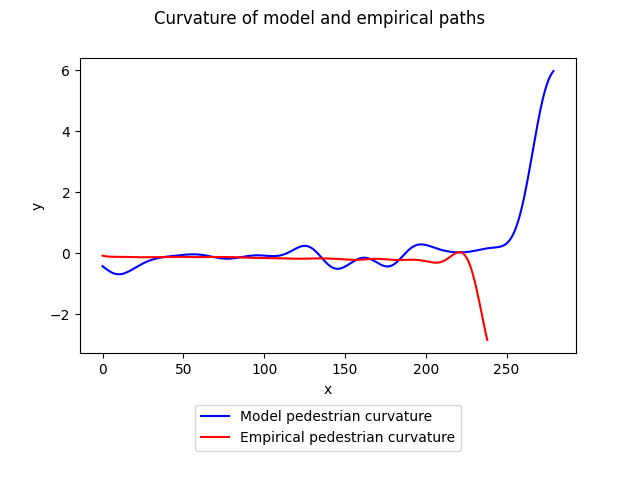 Curvature of model and empirical paths
6
4
2
0
−2
y
0 50 100 150 200 250
x
Model pedestrian curvature
Empirical pedestrian curvature